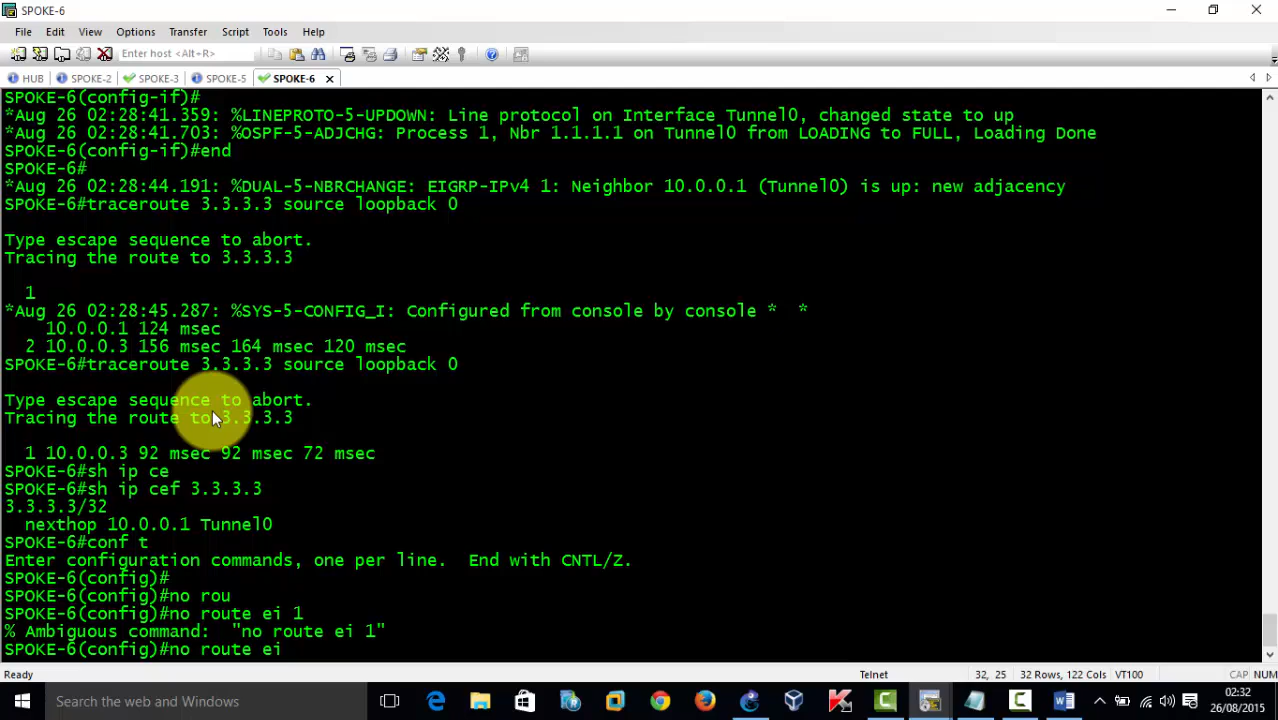 SPOKE-6
File Edit View Options Transfer Script Tools Help
Enter host <Alt+R>
HUB SPOKE-2 SPOKE-3 SPOKE-5 SPOKE-6
SPOKE-6(config-if)#
*Aug 26 02:28:41.359: %LINEPROTO-5-UPDOWN: Line protocol on Interface Tunnel0, changed state to up
*Aug 26 02:28:41.703: %OSPF-5-ADJCHG: Process 1, Nbr 1.1.1.1 on Tunnel0 from LOADING to FULL, Loading Done
SPOKE-6(config-if)#end
SPOKE-6#
*Aug 26 02:28:44.191: %DUAL-5-NBRCHANGE: EIGRP-IPv4 1: Neighbor 10.0.0.1 (Tunnel0) is up: new adjacency
SPOKE-6#traceroute 3.3.3.3 source loopback 0
Type escape sequence to abort.
Tracing the route to 3.3.3.3
1
*Aug 26 02:28:45.287: %SYS-5-CONFIG_I: Configured from console by console * *
10.0.0.1 124 msec
2 10.0.0.3 156 msec 164 msec 120 msec
SPOKE-6#traceroute 3.3.3.3 source loopback 0
Type escape sequence to abort.
Tracing the route to 3.3.3.3
1 10.0.0.3 92 msec 92 msec 72 msec
SPOKE-6#sh ip ce
SPOKE-6#sh ip cef 3.3.3.3
3.3.3.3/32
nexthop 10.0.0.1 Tunnel0
SPOKE-6#conf t
Enter configuration commands, one per line. End with CNTL/Z.
SPOKE-6(config)#
SPOKE-6(config)#no rou
SPOKE-6(config)#no route ei 1
% Ambiguous command: "no route ei 1"
SPOKE-6(config)#no route ei
Ready Telnet 32, 25 32 Rows, 122 Cols VT100 CAP NUM
Search the web and Windows
02:32
26/08/2015